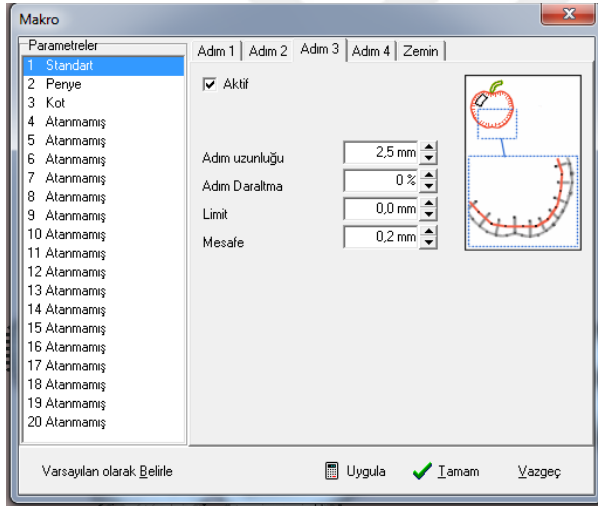 Makro
Parametreler
1 Standart
2 Penye
3 Kot
4 Atanmamış
5 Atanmamış
6 Atanmamış
7 Atanmamış
8 Atanmamış
9 Atanmamış
10 Atanmamış
11 Atanmamış
12 Atanmamış
13 Atanmamış
14 Atanmamış
15 Atanmamış
16 Atanmamış
17 Atanmamış
18 Atanmamış
19 Atanmamış
20 Atanmamış
Adım 1 Adım 2 Adım 3 Adım 4 Zemin
Aktif
Adım uzunluğu 2,5 mm
Adım Daraltma 0 %
Limit 0,0 mm
Mesafe 0,2 mm
Varsayılan olarak Belirle Uygula Tamam Vazgeç